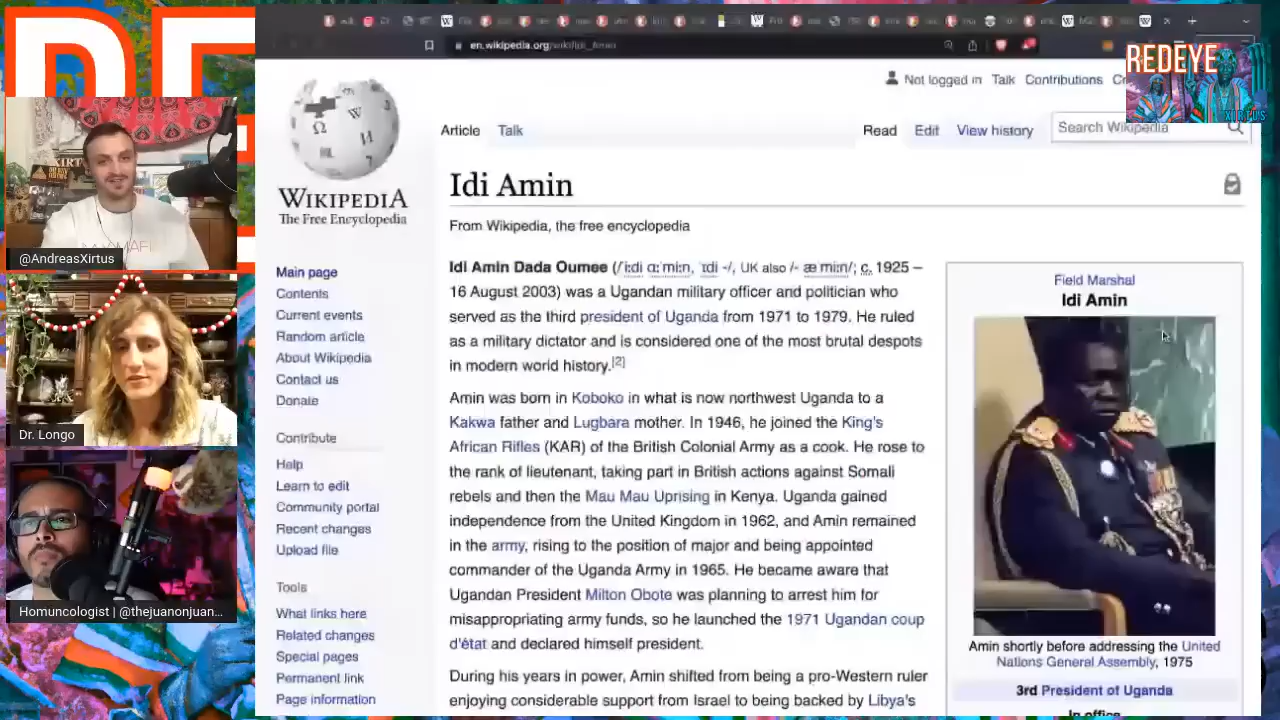 en.wikipedia.org/wiki/Idi_Amin
REDEYE
XIRTUS
Not logged in Talk Contributions
Article Talk Read Edit View history Search Wikipedia
WIKIPEDIA
The Free Encyclopedia
Idi Amin
From Wikipedia, the free encyclopedia
Idi Amin Dada Oumee (/ˈiːdi ɑːˈmiːn, ˈɪdi -/, UK also /- æˈmiːn/; c. 1925 –
16 August 2003) was a Ugandan military officer and politician who
served as the third president of Uganda from 1971 to 1979. He ruled
as a military dictator and is considered one of the most brutal despots
in modern world history.[2]
Amin was born in Koboko in what is now northwest Uganda to a
Kakwa father and Lugbara mother. In 1946, he joined the King's
African Rifles (KAR) of the British Colonial Army as a cook. He rose to
the rank of lieutenant, taking part in British actions against Somali
rebels and then the Mau Mau Uprising in Kenya. Uganda gained
independence from the United Kingdom in 1962, and Amin remained
in the army, rising to the position of major and being appointed
commander of the Uganda Army in 1965. He became aware that
Ugandan President Milton Obote was planning to arrest him for
misappropriating army funds, so he launched the 1971 Ugandan coup
d'état and declared himself president.
During his years in power, Amin shifted from being a pro-Western ruler
enjoying considerable support from Israel to being backed by Libya's
Field Marshal
Idi Amin
Amin shortly before addressing the United
Nations General Assembly, 1975
3rd President of Uganda
In office
Main page
Contents
Current events
Random article
About Wikipedia
Contact us
Donate
Contribute
Help
Learn to edit
Community portal
Recent changes
Upload file
Tools
What links here
Related changes
Special pages
Permanent link
Page information
@AndreasXirtus
Dr. Longo
Homuncologist | @thejuanonjuan...